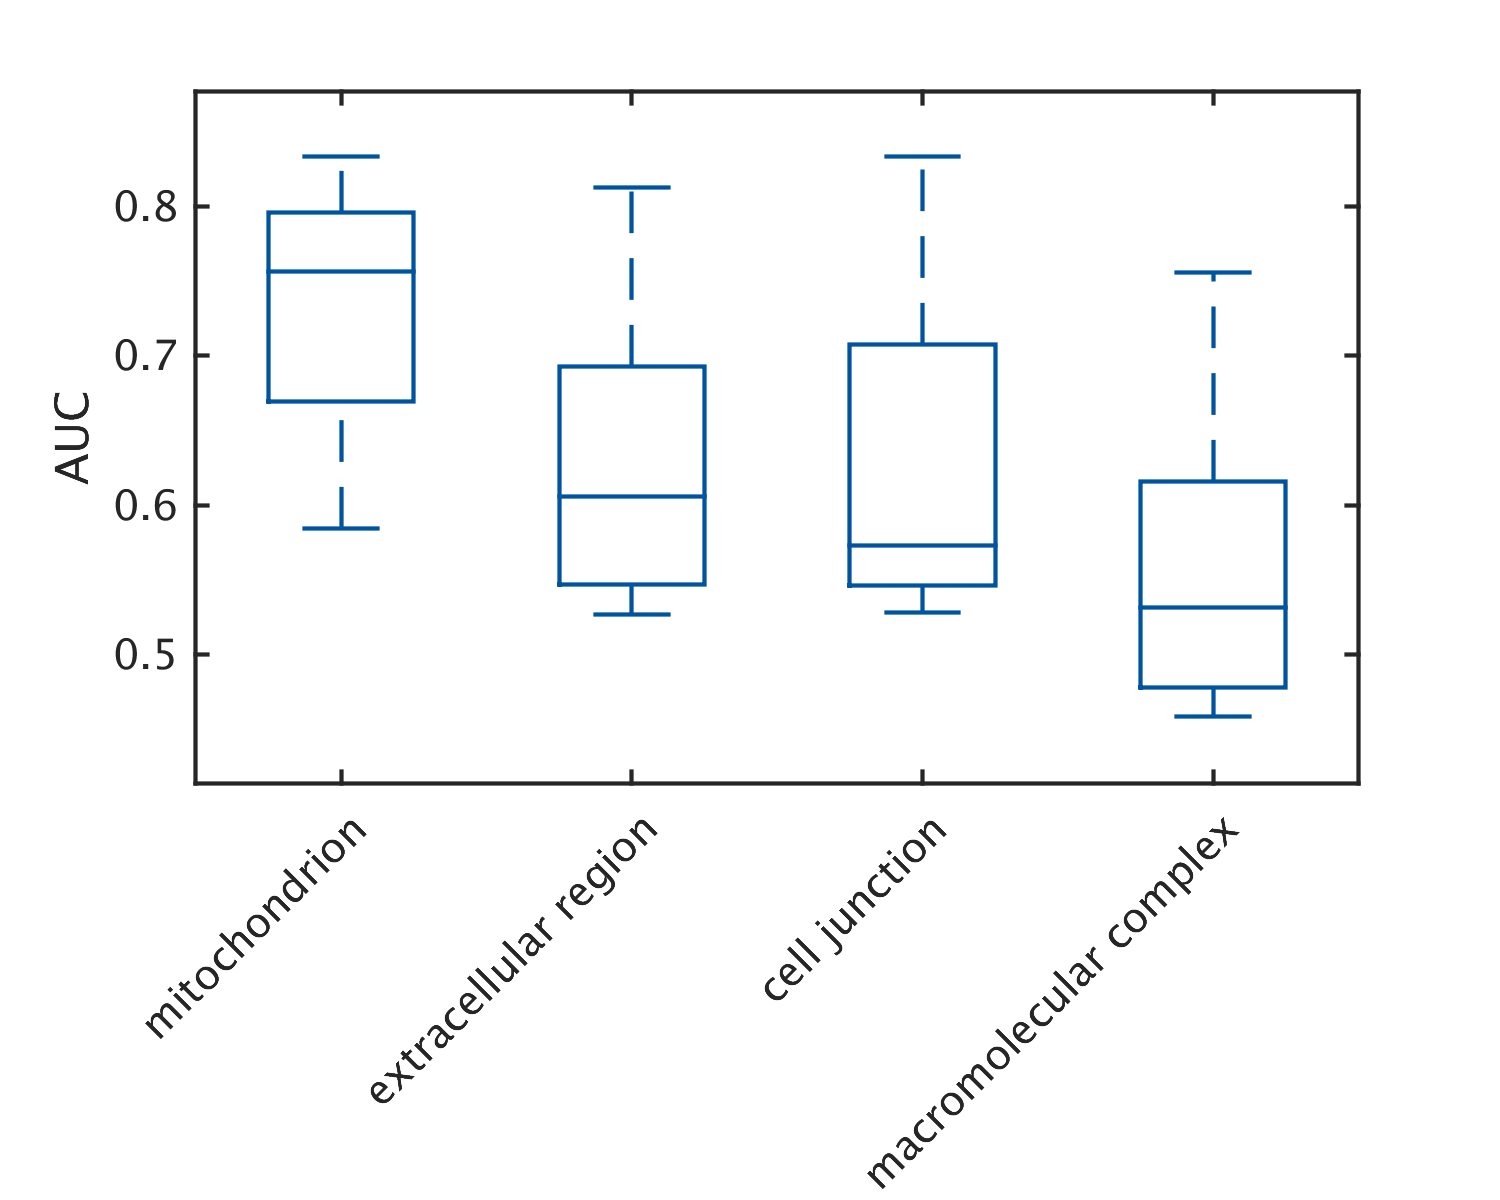 0.8
0.7
0.6
0.5
AUC
mitochondrion
extracellular region
cell junction
macromolecular complex